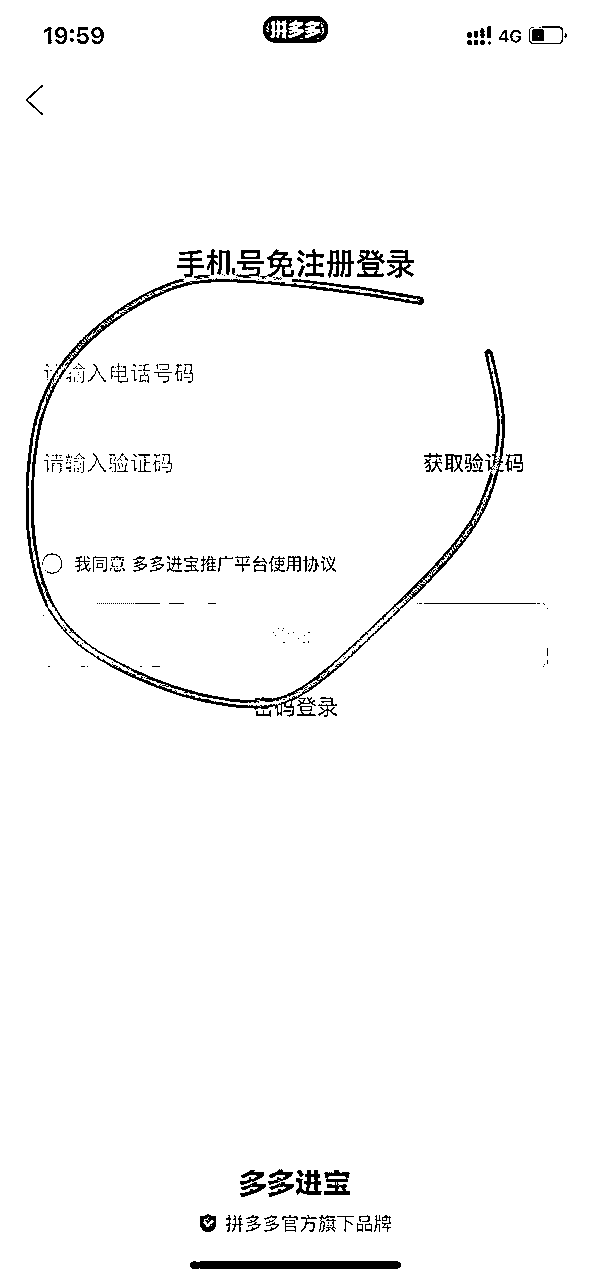 19:59
拼多多
4G
手机号免注册登录
请输入电话号码
请输入验证码
获取验证码
我同意 多多进宝推广平台使用协议
密码登录
多多进宝
拼多多官方旗下品牌